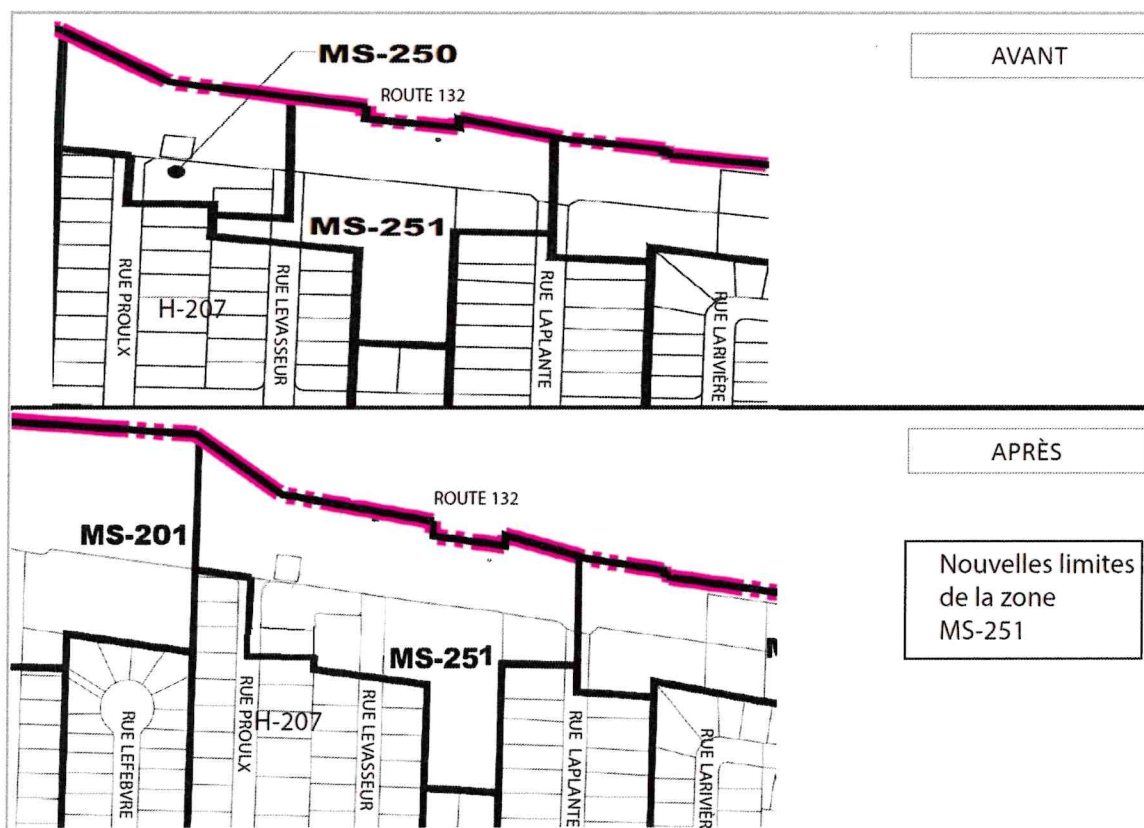 MS-250
AVANT
ROUTE 132
MS-251
RUE PROULX
H-207
RUE LEVASSEUR
RUE LAPLANTE
RUE LARIVIÈRE
APRÈS
ROUTE 132
MS-201
Nouvelles limites
de la zone
MS-251
MS-251
RUE LEFEBVRE
RUE PROULX
H-207
RUE LEVASSEUR
RUE LAPLANTE
RUE LARIVIÈRE